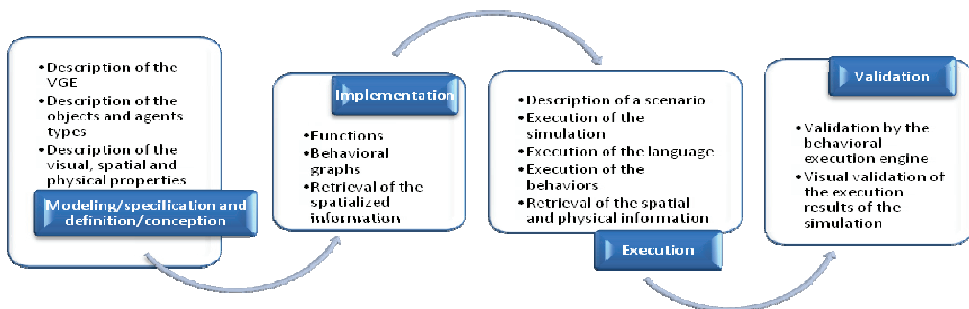 • Description of the
VGE
• Description of the
objects and agents
types
• Description of the
visual, spatial and
physical properties
Modeling/specification and
definition/conception
Implementation
• Functions
• Behavioral
graphs
• Retrieval of the
spatialized
information
• Description of a scenario
• Execution of the
simulation
• Execution of the language
• Execution of the
behaviors
• Retrieval of the spatial
and physical information
Execution
Validation
• Validation by the
behavioral
execution engine
• Visual validation of
the execution
results of the
simulation